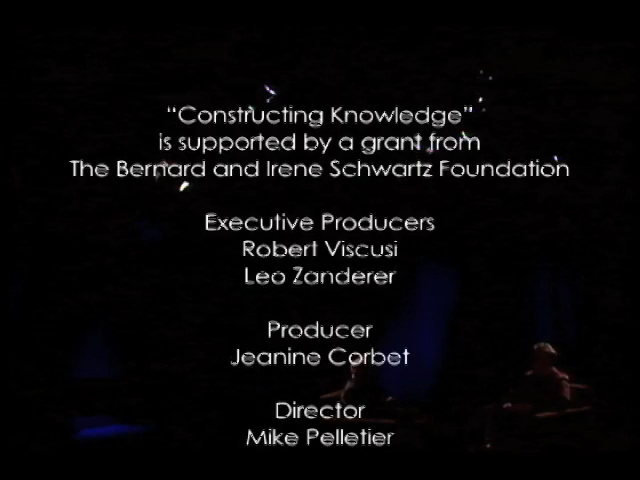 “Constructing Knowledge”
is supported by a grant from
The Bernard and Irene Schwartz Foundation
Executive Producers
Robert Viscusi
Leo Zanderer
Producer
Jeanine Corbet
Director
Mike Pelletier